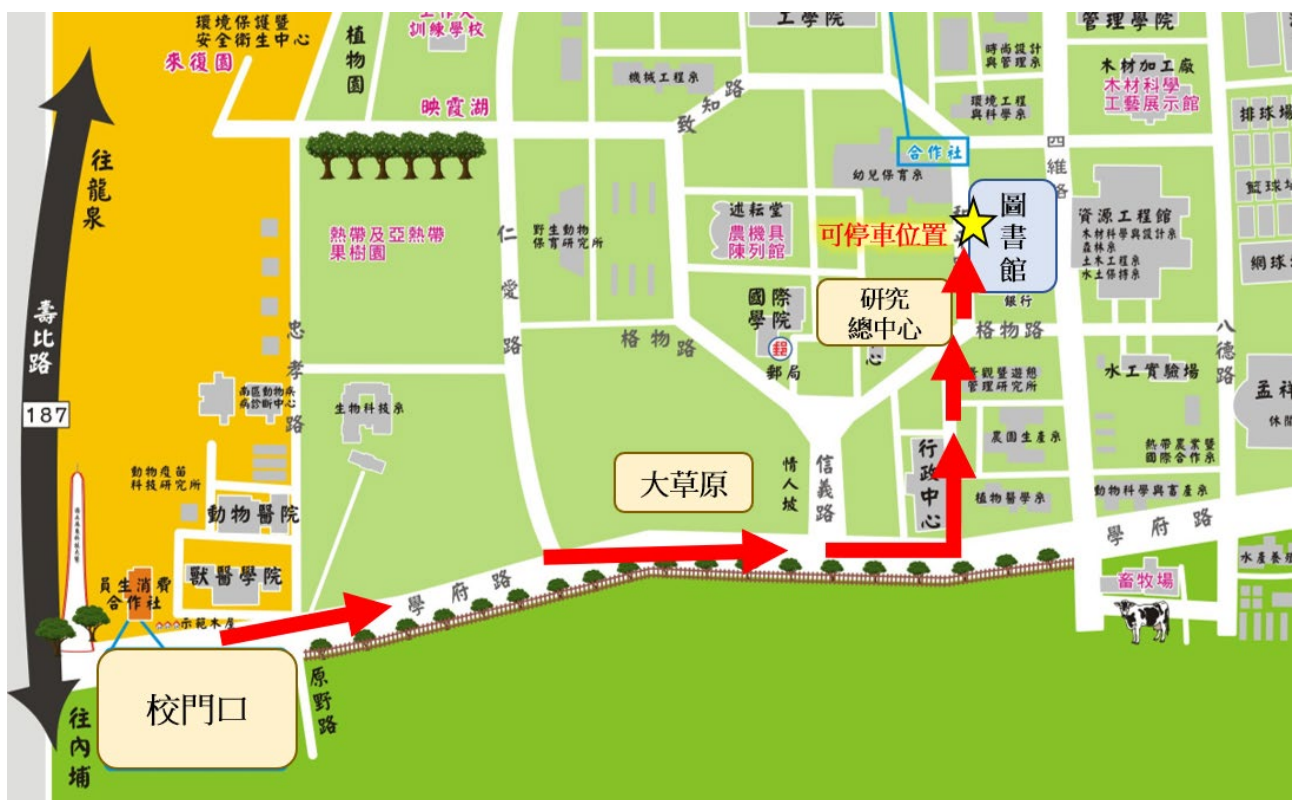 環境保護暨
安全衛生中心
來復園
植物園
訓練學校
映霞湖
機械工程系
致知路
工學院
時尚設計
與管理系
環境工程
與科學系
管理學院
木材加工廠
木材科學
工藝展示館
排球場
籃球場
網球場
往龍泉
壽比路
187
往內埔
熱帶及亞熱帶
果樹園
仁愛路
野生動物
保育研究所
述耘堂
農機具
陳列館
幼兒保育系
合作社
四維路
可停車位置
圖書館
銀行
資源工程館
木材科學與設計系
森林系
土木工程系
水土保持系
忠孝路
格物路
國際
學院
郵
郵局
研究
總中心
心
格物路
八德路
水工實驗場
孟祥
休閒
管理研究所
南區動物疾
病診斷中心
生物科技系
動物疫苗
科技研究所
動物醫院
獸醫學院
大草原
情人坡
信義路
行政中心
農園生產系
植物醫學系
熱帶農業暨
國際合作系
動物科學與畜產系
學府路
水產養殖
畜牧場
員生消費
合作社
示範木屋
學府路
校門口
原野路